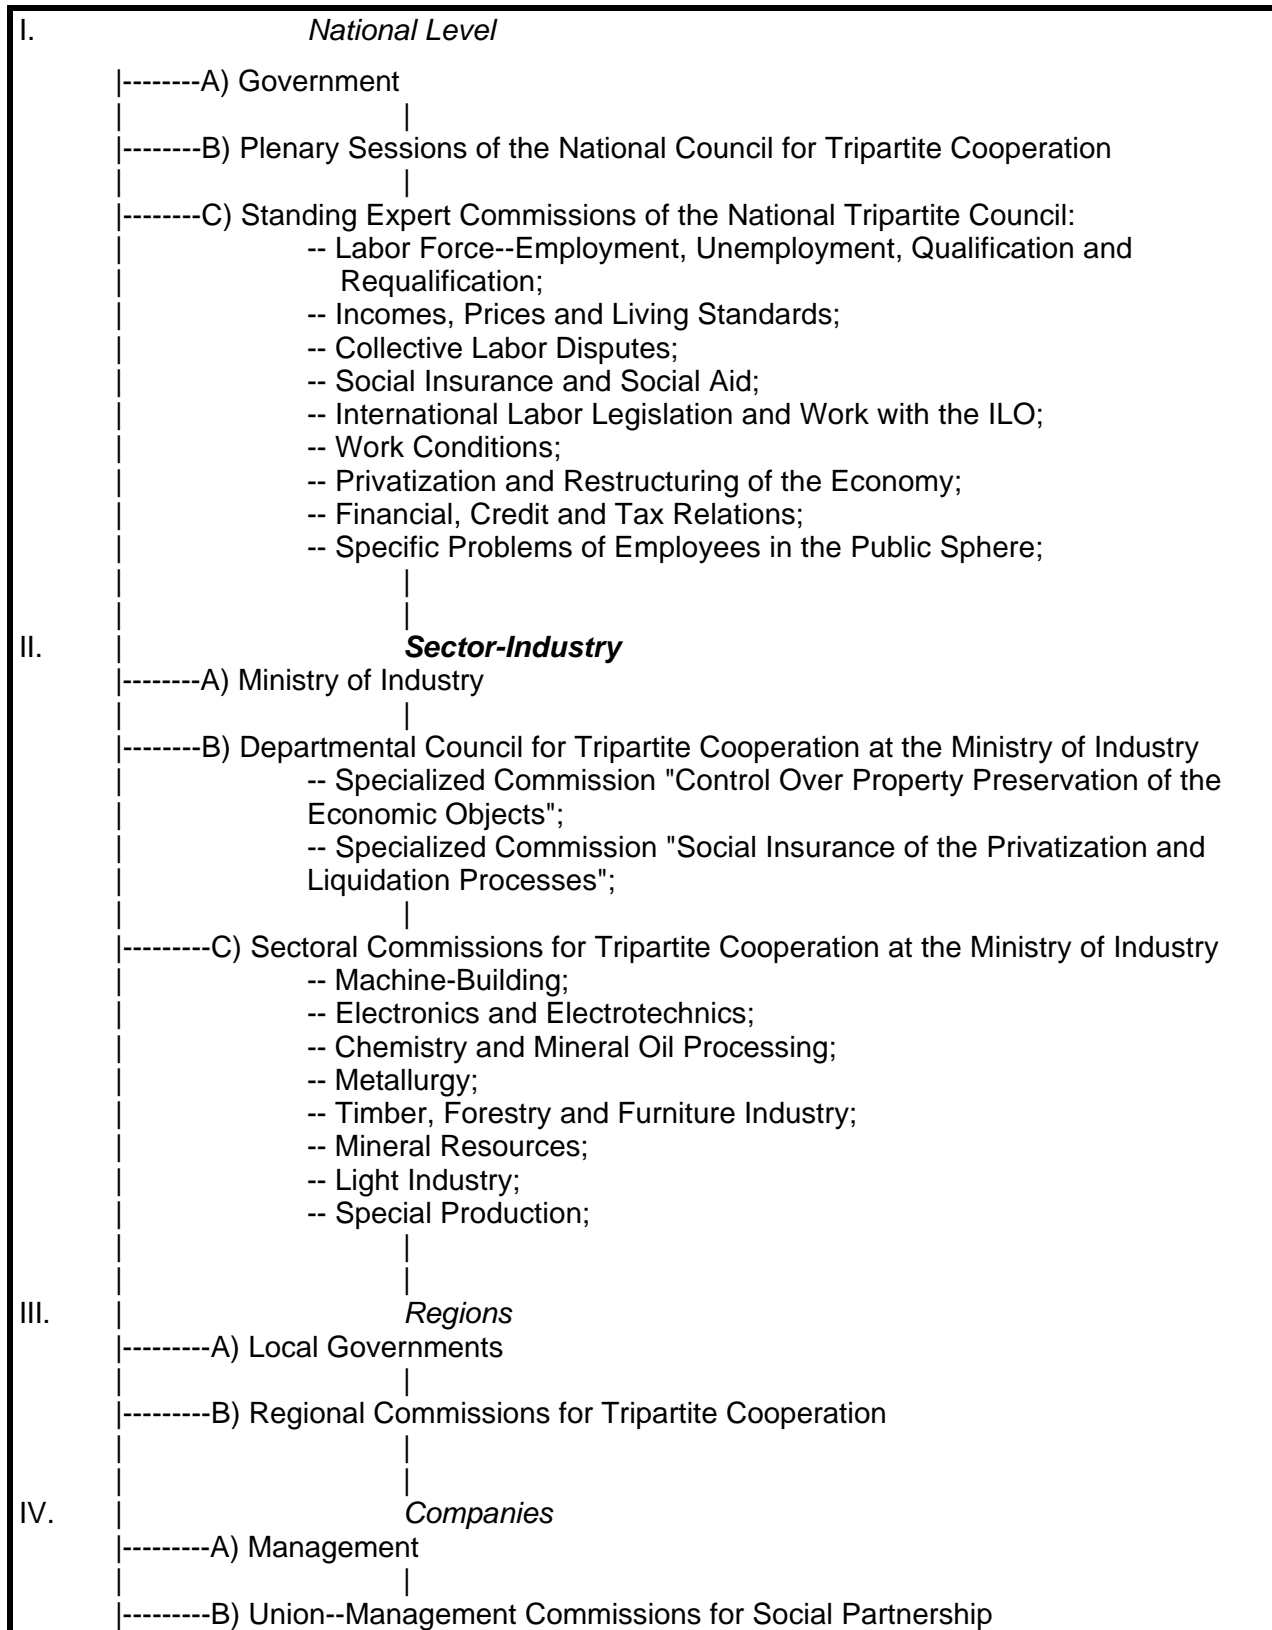 I. National Level
|--------A) Government
| |
|--------B) Plenary Sessions of the National Council for Tripartite Cooperation
| |
|--------C) Standing Expert Commissions of the National Tripartite Council:
| -- Labor Force--Employment, Unemployment, Qualification and
| Requalification;
| -- Incomes, Prices and Living Standards;
| -- Collective Labor Disputes;
| -- Social Insurance and Social Aid;
| -- International Labor Legislation and Work with the ILO;
| -- Work Conditions;
| -- Privatization and Restructuring of the Economy;
| -- Financial, Credit and Tax Relations;
| -- Specific Problems of Employees in the Public Sphere;
| |
| |
II. | Sector-Industry
|--------A) Ministry of Industry
| |
|--------B) Departmental Council for Tripartite Cooperation at the Ministry of Industry
| -- Specialized Commission "Control Over Property Preservation of the
| Economic Objects";
| -- Specialized Commission "Social Insurance of the Privatization and
| Liquidation Processes";
| |
|---------C) Sectoral Commissions for Tripartite Cooperation at the Ministry of Industry
| -- Machine-Building;
| -- Electronics and Electrotechnics;
| -- Chemistry and Mineral Oil Processing;
| -- Metallurgy;
| -- Timber, Forestry and Furniture Industry;
| -- Mineral Resources;
| -- Light Industry;
| -- Special Production;
| |
| |
III. | Regions
|---------A) Local Governments
| |
|---------B) Regional Commissions for Tripartite Cooperation
| |
| |
IV. | Companies
|---------A) Management
| |
|---------B) Union--Management Commissions for Social Partnership